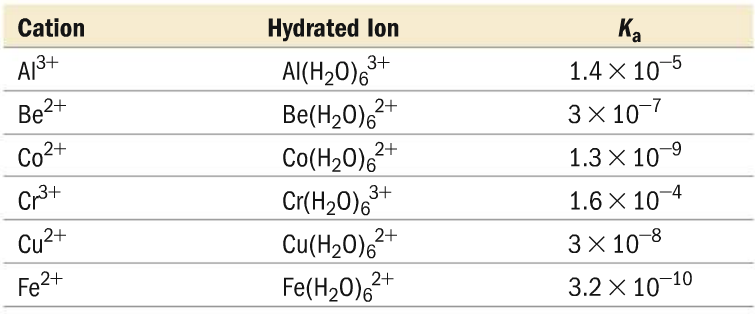 Cation Hydrated Ion Kₐ
Al³⁺ Al(H₂O)₆³⁺ 1.4 × 10⁻⁵
Be²⁺ Be(H₂O)₆²⁺ 3 × 10⁻⁷
Co²⁺ Co(H₂O)₆²⁺ 1.3 × 10⁻⁹
Cr³⁺ Cr(H₂O)₆³⁺ 1.6 × 10⁻⁴
Cu²⁺ Cu(H₂O)₆²⁺ 3 × 10⁻⁸
Fe²⁺ Fe(H₂O)₆²⁺ 3.2 × 10⁻¹⁰